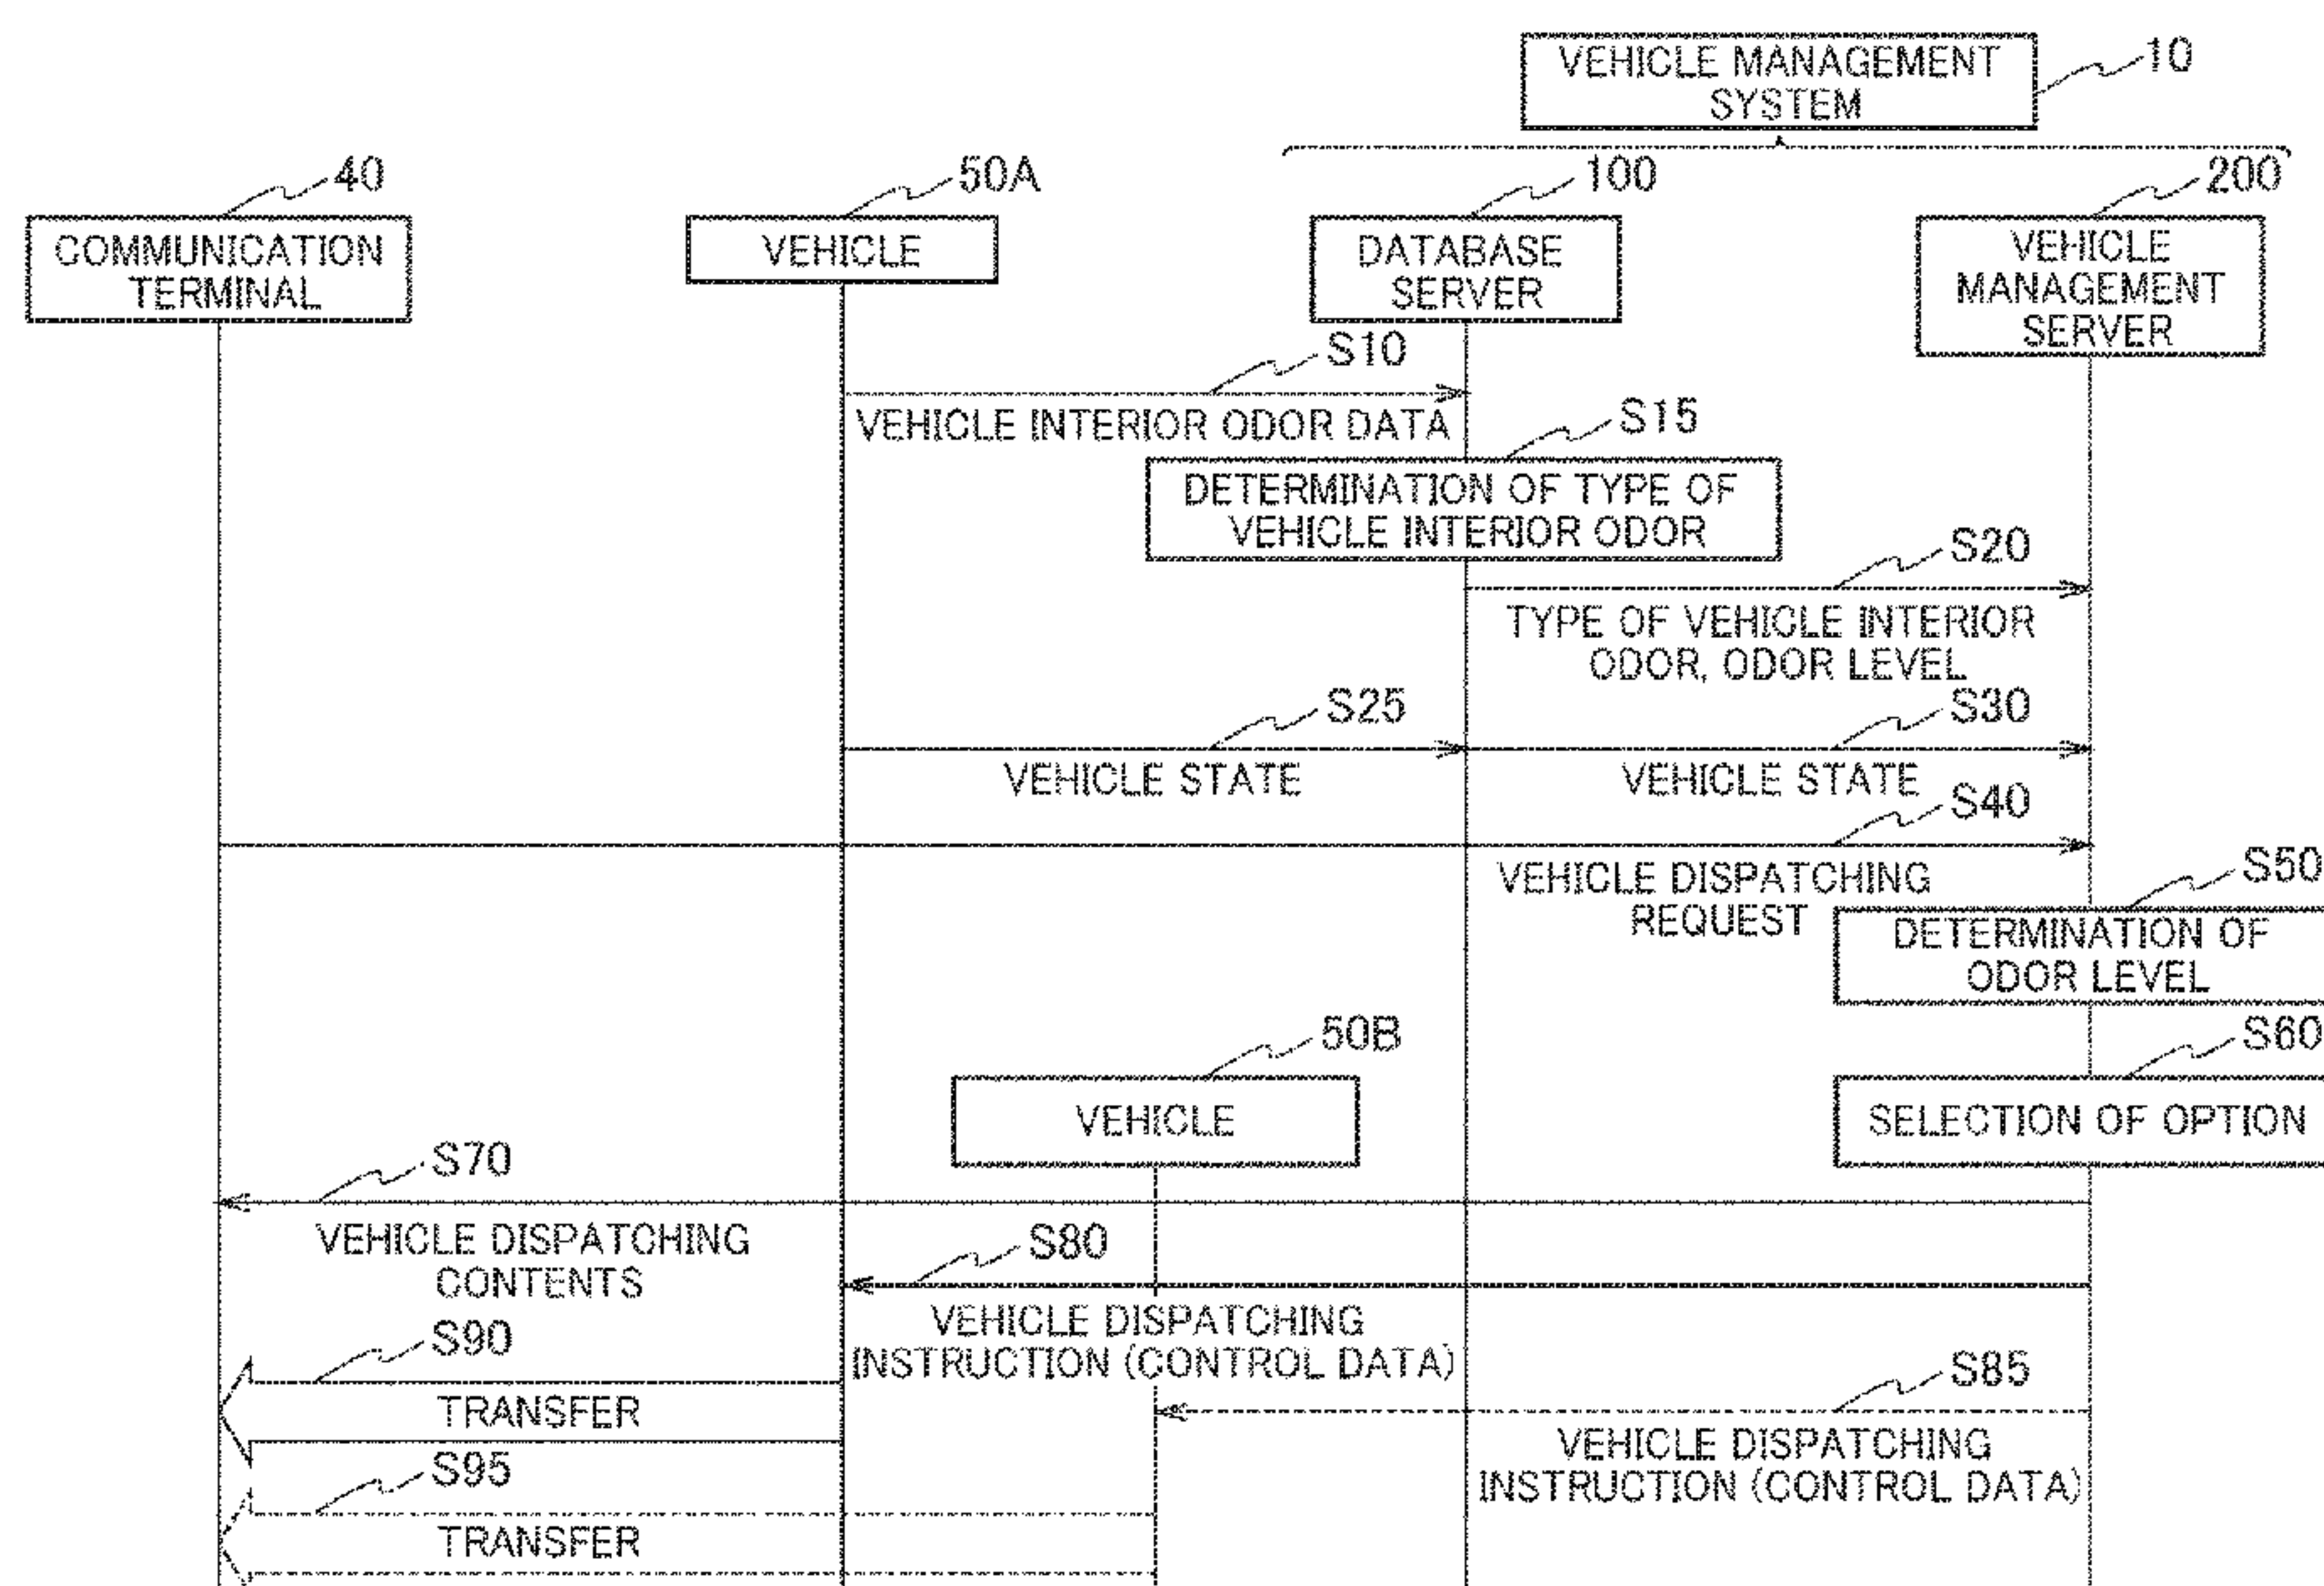 VEHICLE MANAGEMENT
SYSTEM
10
40
50A
100
200
COMMUNICATION
TERMINAL
VEHICLE
DATABASE
SERVER
VEHICLE
MANAGEMENT
SERVER
S10
VEHICLE INTERIOR ODOR DATA
S15
DETERMINATION OF TYPE OF
VEHICLE INTERIOR ODOR
S20
TYPE OF VEHICLE INTERIOR
ODOR, ODOR LEVEL
S25
S30
VEHICLE STATE
VEHICLE STATE
S40
VEHICLE DISPATCHING
REQUEST
S50
DETERMINATION OF
ODOR LEVEL
50B
S60
VEHICLE
SELECTION OF OPTION
S70
VEHICLE DISPATCHING
CONTENTS
S80
VEHICLE DISPATCHING
INSTRUCTION (CONTROL DATA)
S90
TRANSFER
S85
VEHICLE DISPATCHING
INSTRUCTION (CONTROL DATA)
S95
TRANSFER